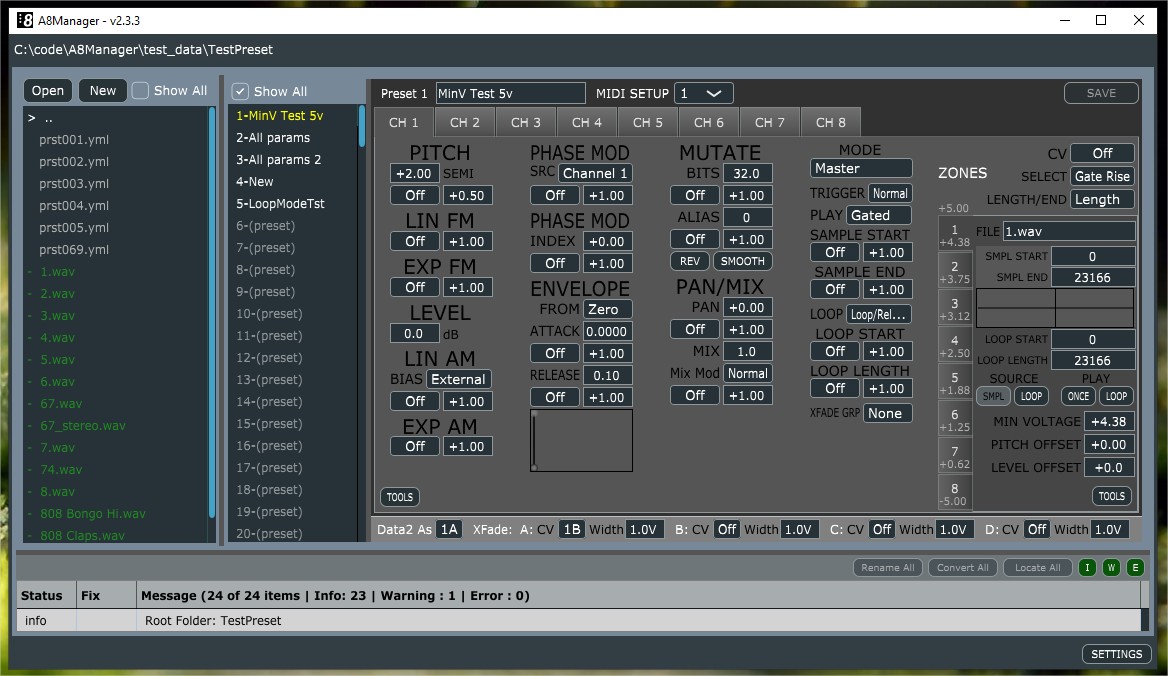 A8Manager - v2.3.3
C:\code\A8Manager\test_data\TestPreset
Open New Show All
> ..
prst001.yml
prst002.yml
prst003.yml
prst004.yml
prst005.yml
prst069.yml
- 1.wav
- 2.wav
- 3.wav
- 4.wav
- 5.wav
- 6.wav
- 67.wav
- 67_stereo.wav
- 7.wav
- 74.wav
- 8.wav
- 808 Bongo Hi.wav
- 808 Claps.wav
Show All
1-MinV Test 5v
2-All params
3-All params 2
4-New
5-LoopModeTst
6-(preset)
7-(preset)
8-(preset)
9-(preset)
10-(preset)
11-(preset)
12-(preset)
13-(preset)
14-(preset)
15-(preset)
16-(preset)
17-(preset)
18-(preset)
19-(preset)
20-(preset)
Preset 1 MinV Test 5v MIDI SETUP 1 SAVE
CH 1 CH 2 CH 3 CH 4 CH 5 CH 6 CH 7 CH 8
PITCH
+2.00 SEMI
Off +0.50
LIN FM
Off +1.00
EXP FM
Off +1.00
LEVEL
0.0 dB
LIN AM
BIAS External
Off +1.00
EXP AM
Off +1.00
TOOLS
PHASE MOD
SRC Channel 1
Off +1.00
PHASE MOD
INDEX +0.00
Off +1.00
ENVELOPE
FROM Zero
ATTACK 0.0000
Off +1.00
RELEASE 0.10
Off +1.00
MUTATE
BITS 32.0
Off +1.00
ALIAS 0
Off +1.00
REV SMOOTH
PAN/MIX
PAN +0.00
Off +1.00
MIX 1.0
Mix Mod Normal
Off +1.00
MODE
Master
TRIGGER Normal
PLAY Gated
SAMPLE START
Off +1.00
SAMPLE END
Off +1.00
LOOP Loop/Rel...
LOOP START
Off +1.00
LOOP LENGTH
Off +1.00
XFADE GRP None
ZONES
CV Off
SELECT Gate Rise
LENGTH/END Length
+5.00
1
+4.38
2
+3.75
3
+3.12
4
+2.50
5
+1.88
6
+1.25
7
+0.62
8
-5.00
FILE 1.wav
SMPL START 0
SMPL END 23166
LOOP START 0
LOOP LENGTH 23166
SOURCE PLAY
SMPL LOOP ONCE LOOP
MIN VOLTAGE +4.38
PITCH OFFSET +0.00
LEVEL OFFSET +0.0
TOOLS
Data2 As 1A XFade: A: CV 1B Width 1.0V B: CV Off Width 1.0V C: CV Off Width 1.0V D: CV Off Width 1.0V
Rename All Convert All Locate All I W E
Status Fix Message (24 of 24 items | Info: 23 | Warning : 1 | Error : 0)
info Root Folder: TestPreset
SETTINGS